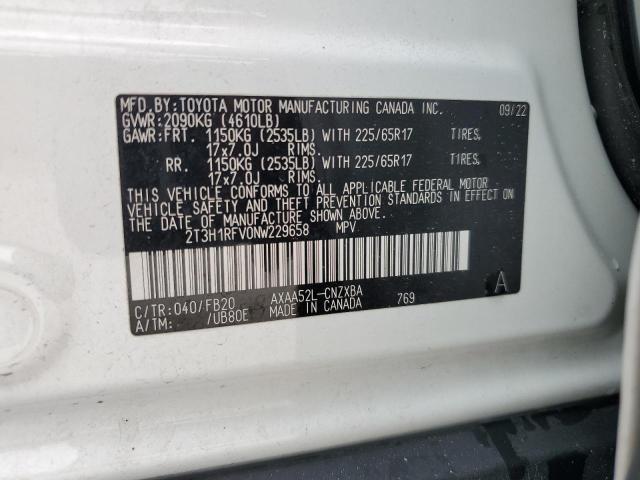 MFD.BY:TOYOTA MOTOR MANUFACTURING CANADA INC. 09/22
GVWR:2090KG (4610LB)
GAWR:FRT. 1150KG (2535LB) WITH 225/65R17 TIRES,
17x7.0J RIMS.
RR. 1150KG (2535LB) WITH 225/65R17 TIRES,
17x7.0J RIMS.
THIS VEHICLE CONFORMS TO ALL APPLICABLE FEDERAL MOTOR
VEHICLE SAFETY AND THEFT PREVENTION STANDARDS IN EFFECT ON
THE DATE OF MANUFACTURE SHOWN ABOVE.
2T3H1RFV0NW229658 MPV
A
C/TR:040/FB20 AXAA52L-CNZXBA
A/TM: /UB80E MADE IN CANADA 769